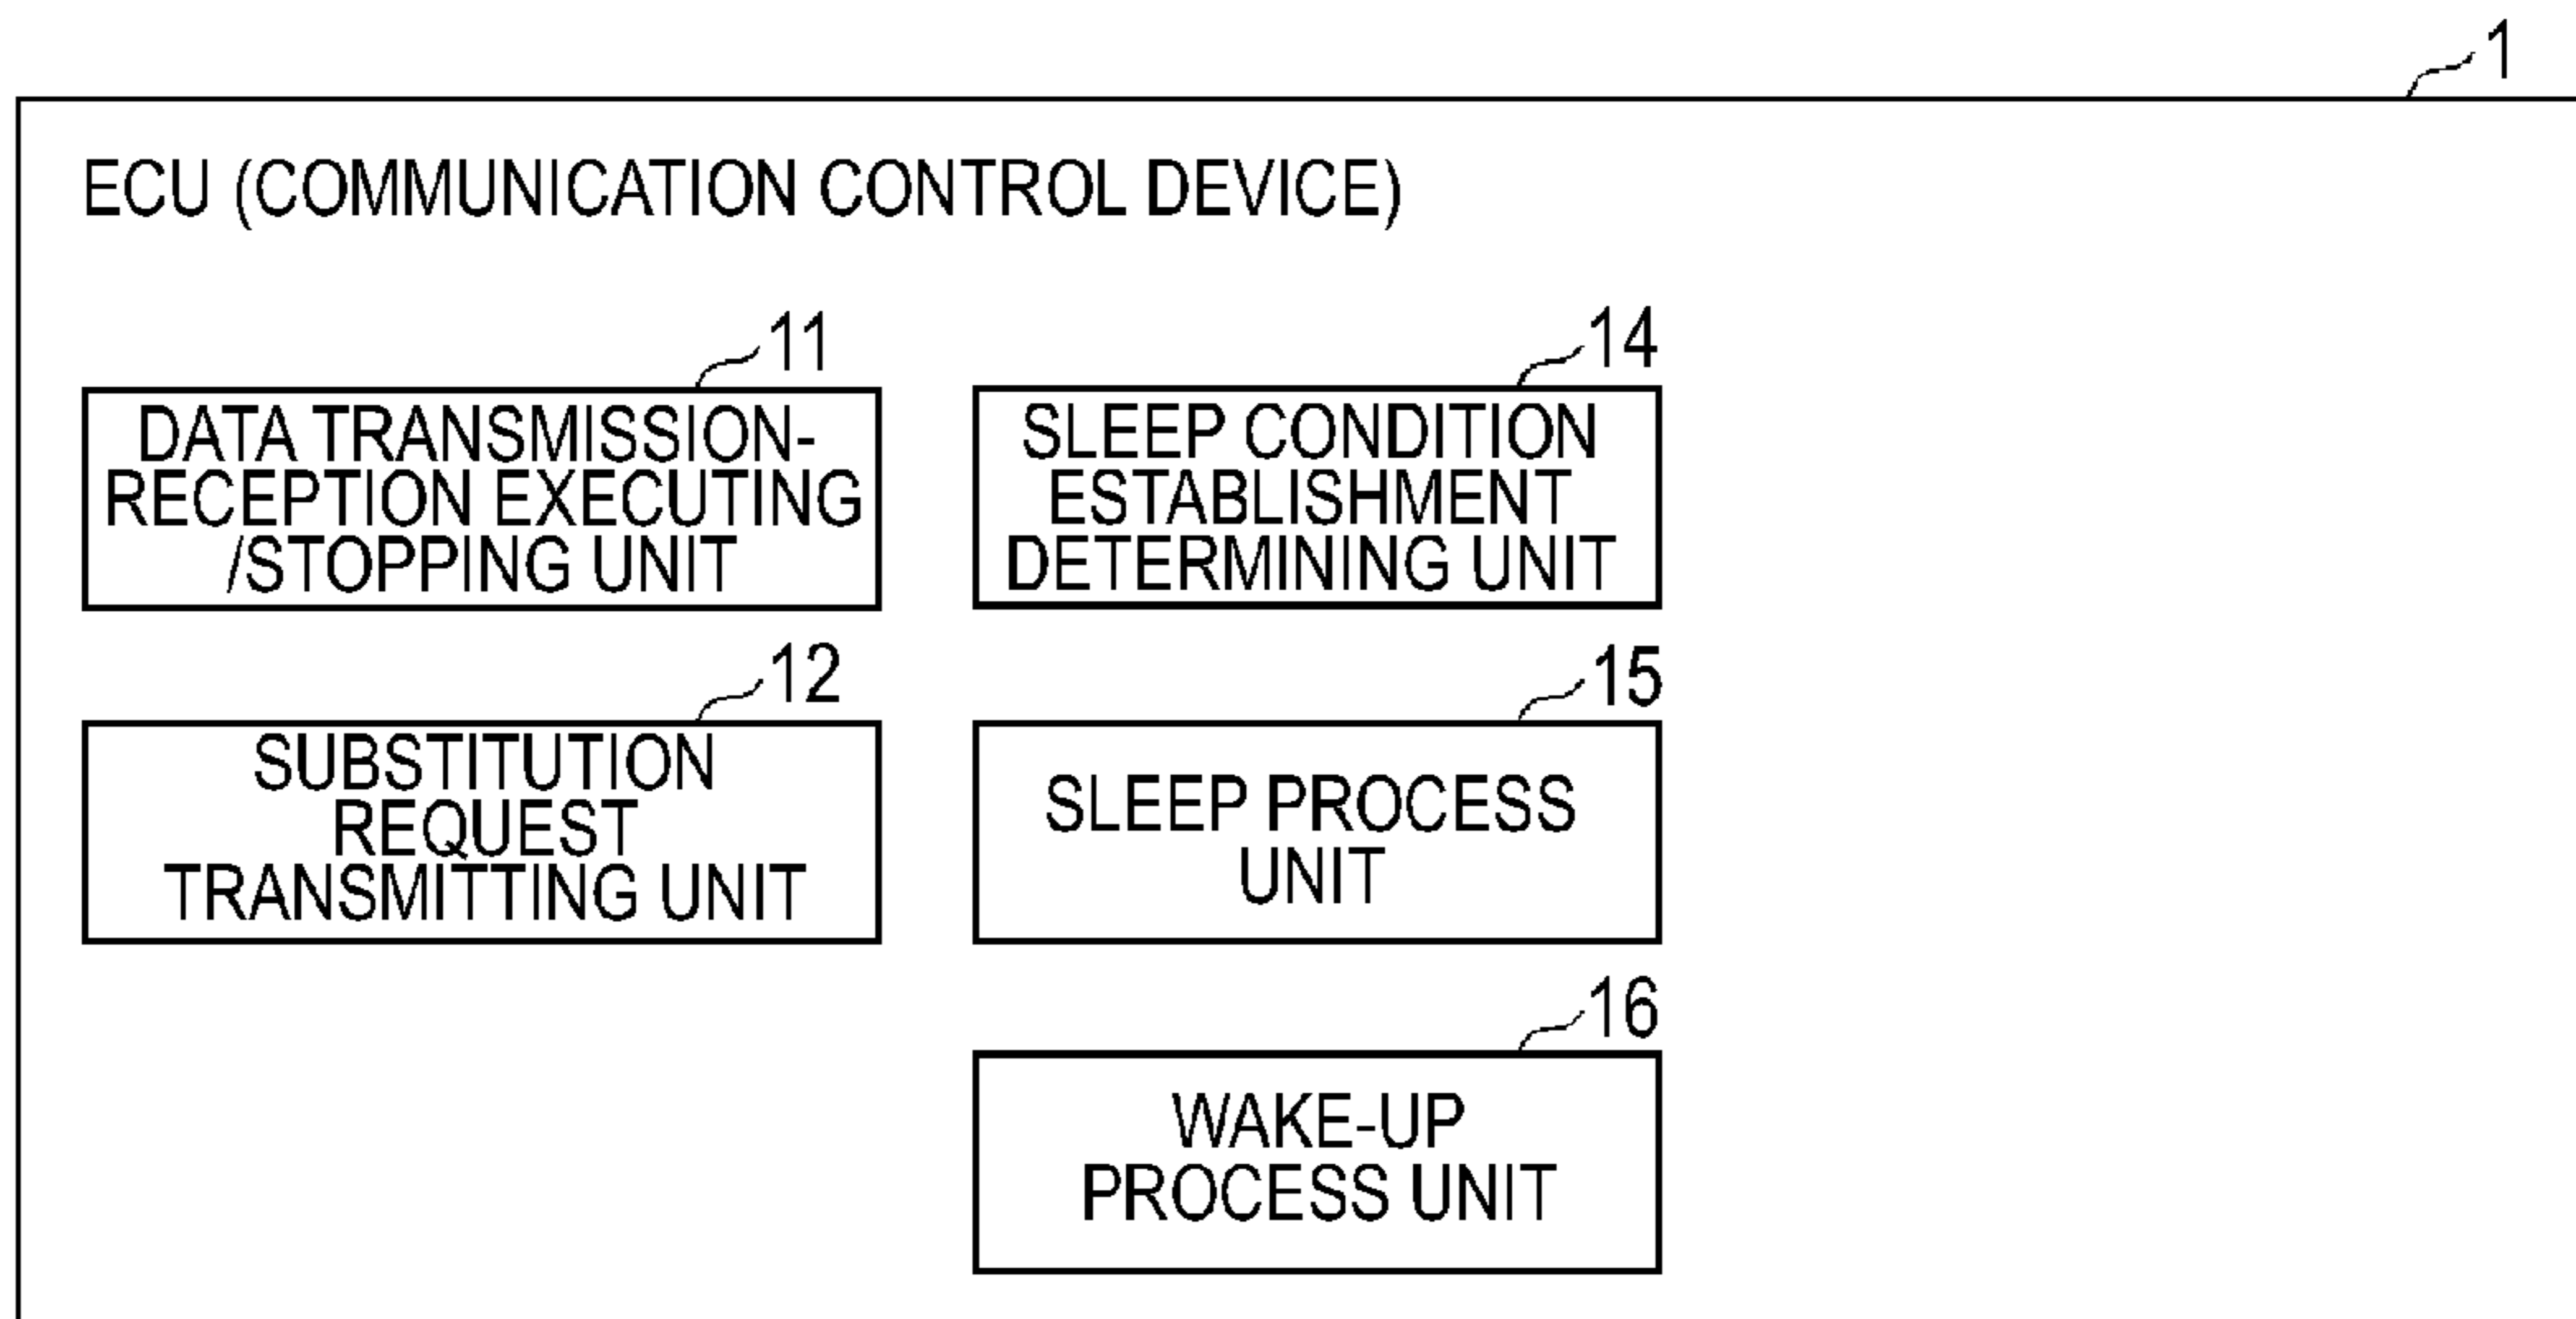 1
ECU (COMMUNICATION CONTROL DEVICE)
11
DATA TRANSMISSION-
RECEPTION EXECUTING
/STOPPING UNIT
14
SLEEP CONDITION
ESTABLISHMENT
DETERMINING UNIT
12
SUBSTITUTION
REQUEST
TRANSMITTING UNIT
15
SLEEP PROCESS
UNIT
16
WAKE-UP
PROCESS UNIT